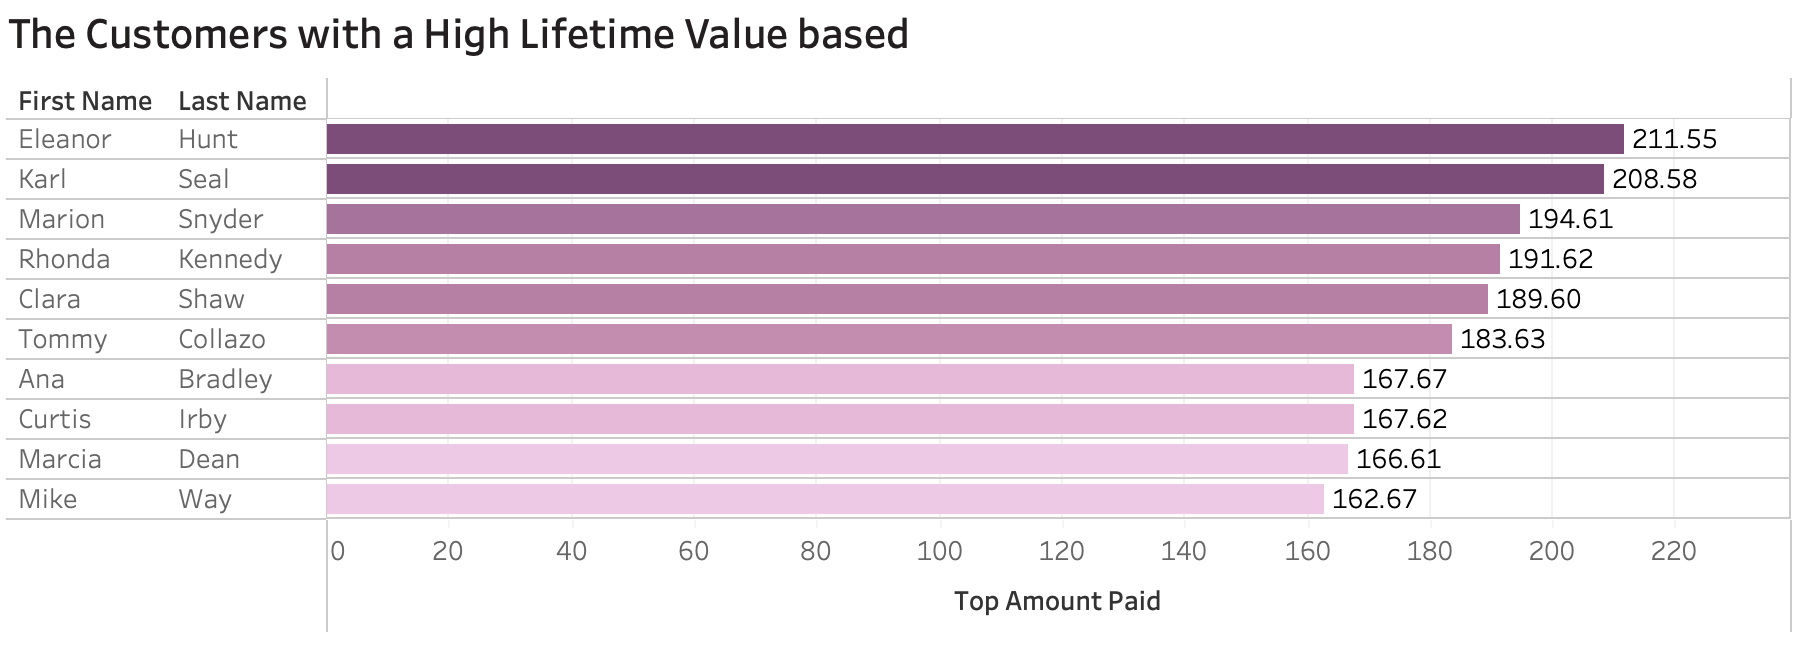 The Customers with a High Lifetime Value based
First Name Last Name
Eleanor Hunt 211.55
Karl Seal 208.58
Marion Snyder 194.61
Rhonda Kennedy 191.62
Clara Shaw 189.60
Tommy Collazo 183.63
Ana Bradley 167.67
Curtis Irby 167.62
Marcia Dean 166.61
Mike Way 162.67
0 20 40 60 80 100 120 140 160 180 200 220
Top Amount Paid